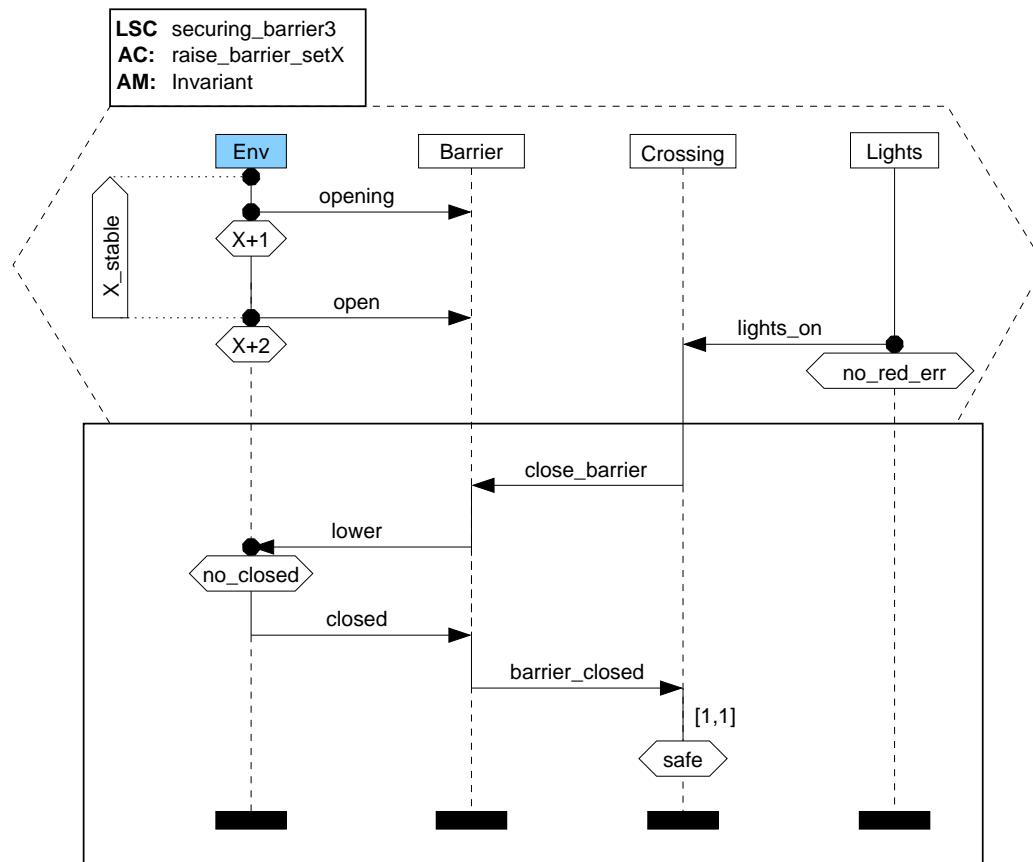 LSC securing_barrier3
AC: raise_barrier_setX
AM: Invariant
Env
Barrier
Crossing
Lights
X_stable
opening
X+1
open
X+2
lights_on
no_red_err
close_barrier
lower
no_closed
closed
barrier_closed
[1,1]
safe